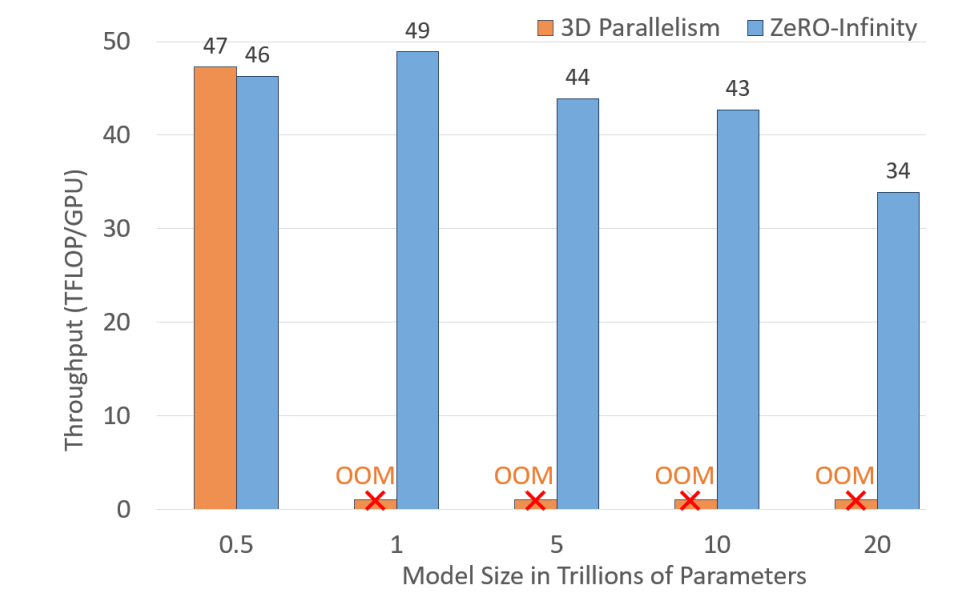 3D Parallelism ZeRO-Infinity
50
40
30
20
10
0
Throughput (TFLOP/GPU)
47 46 49 44 43 34
OOM OOM OOM OOM
0.5 1 5 10 20
Model Size in Trillions of Parameters